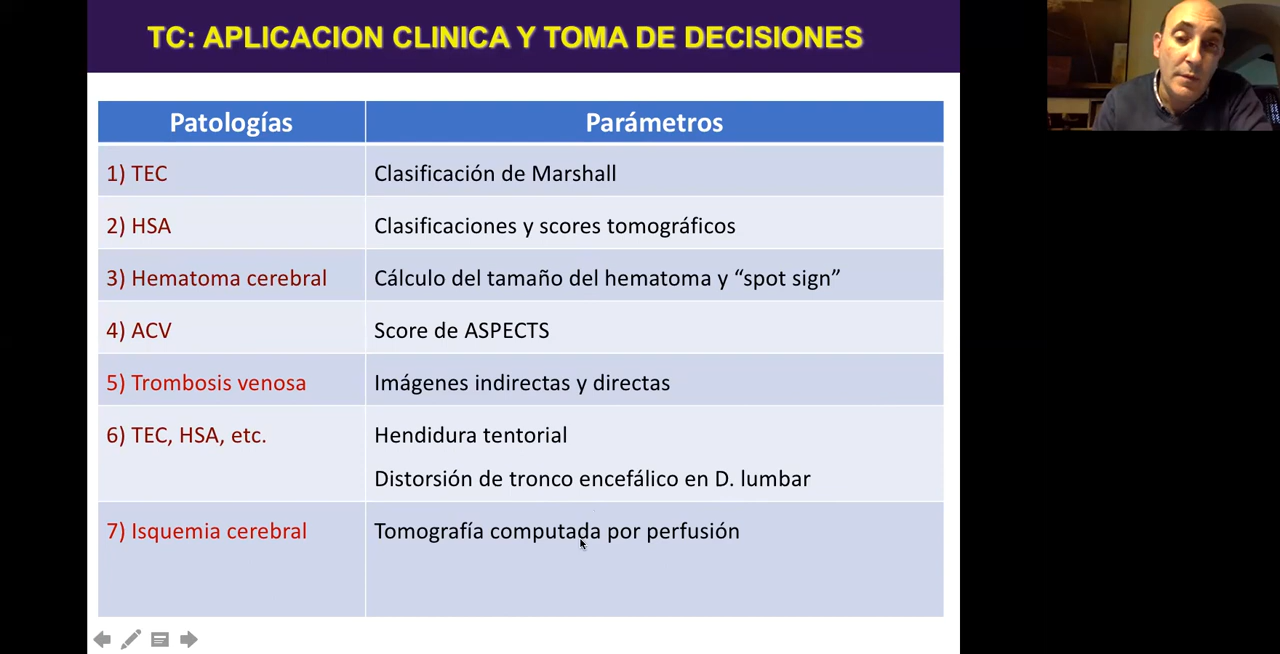 TC: APLICACION CLINICA Y TOMA DE DECISIONES
Patologías Parámetros
1) TEC Clasificación de Marshall
2) HSA Clasificaciones y scores tomográficos
3) Hematoma cerebral Cálculo del tamaño del hematoma y “spot sign”
4) ACV Score de ASPECTS
5) Trombosis venosa Imágenes indirectas y directas
6) TEC, HSA, etc. Hendidura tentorial
Distorsión de tronco encefálico en D. lumbar
7) Isquemia cerebral Tomografía computada por perfusión